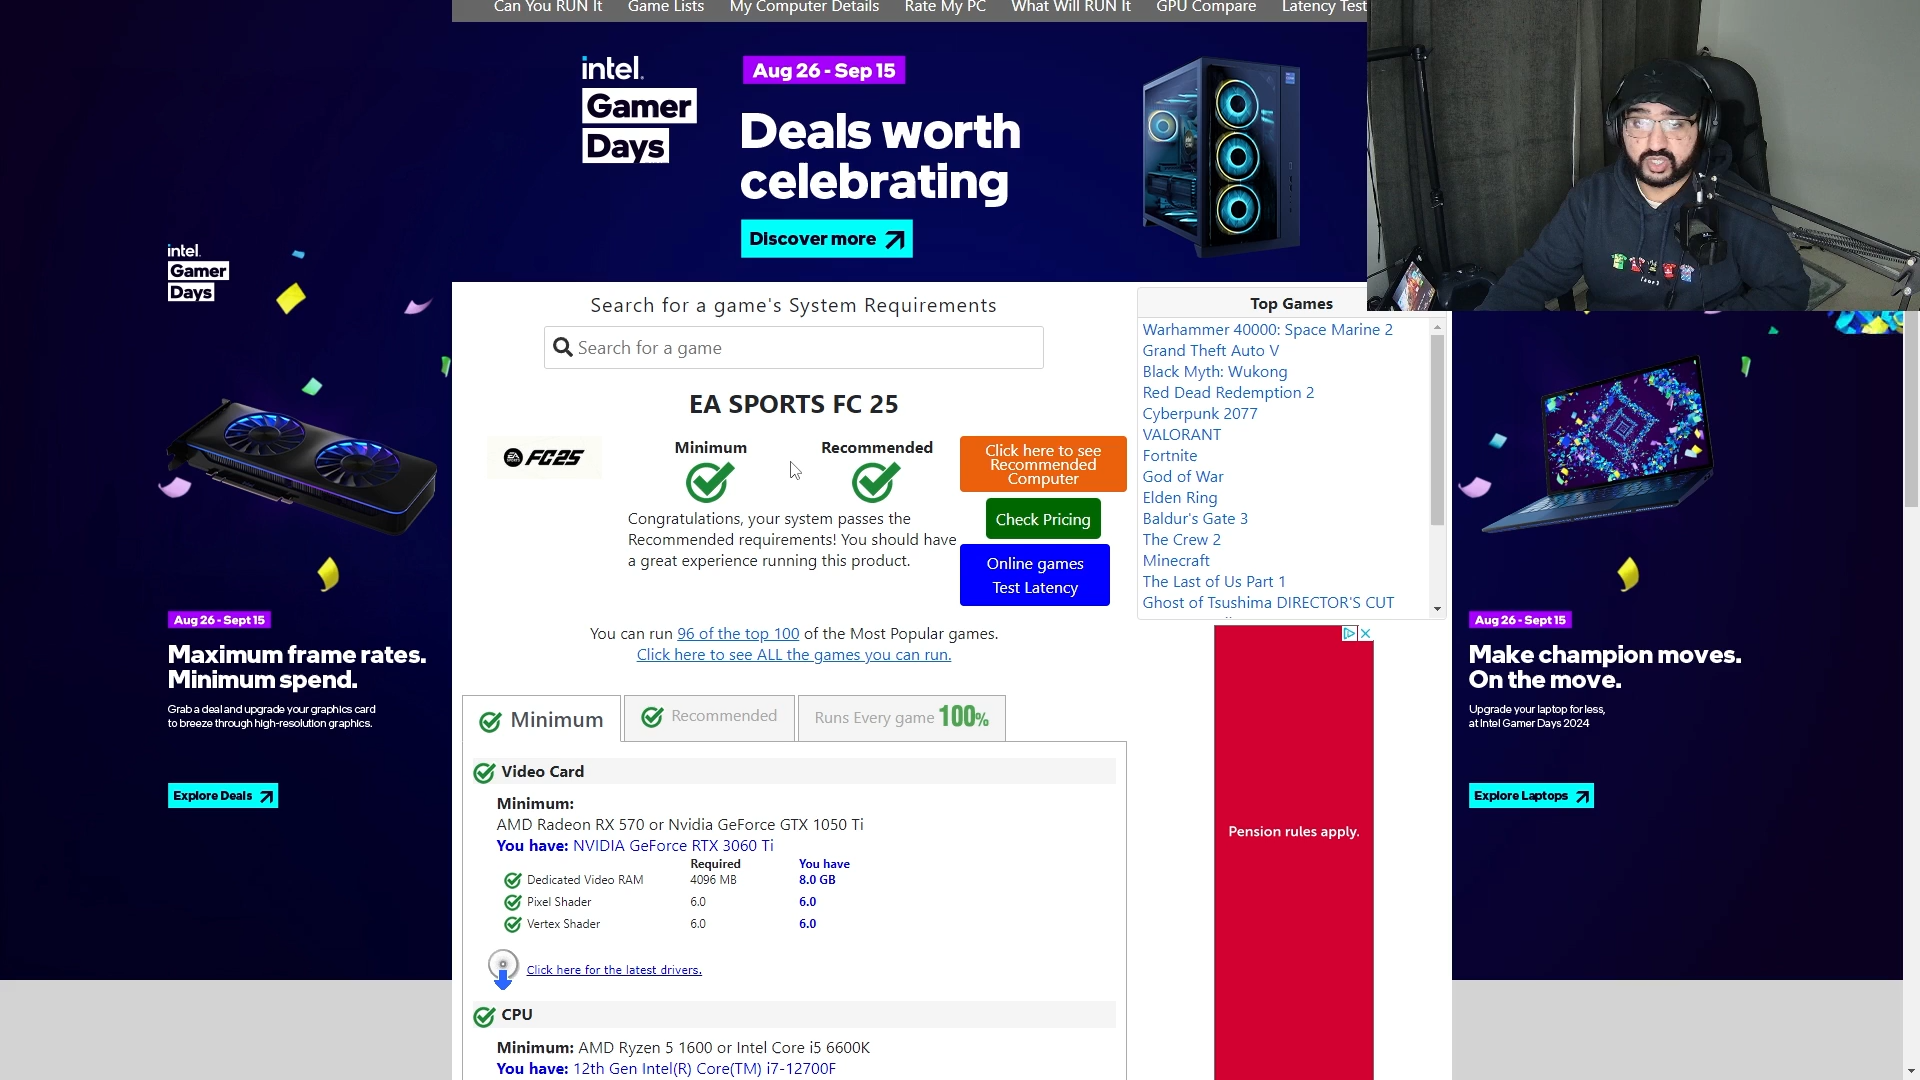 Can You RUN It Game Lists My Computer Details Rate My PC What Will RUN It GPU Compare Latency Test
intel.
Gamer
Days
Aug 26 - Sep 15
Deals worth
celebrating
Discover more
intel.
Gamer
Days
Aug 26 - Sept 15
Maximum frame rates.
Minimum spend.
Grab a deal and upgrade your graphics card
to breeze through high-resolution graphics.
Explore Deals
Search for a game's System Requirements
Search for a game
EA SPORTS FC 25
EA SPORTS FC25
Minimum
Recommended
Congratulations, your system passes the
Recommended requirements! You should have
a great experience running this product.
Click here to see
Recommended
Computer
Check Pricing
Online games
Test Latency
You can run 96 of the top 100 of the Most Popular games.
Click here to see ALL the games you can run.
Minimum
Recommended
Runs Every game 100%
Video Card
Minimum:
AMD Radeon RX 570 or Nvidia GeForce GTX 1050 Ti
You have: NVIDIA GeForce RTX 3060 Ti
Required You have
Dedicated Video RAM 4096 MB 8.0 GB
Pixel Shader 6.0 6.0
Vertex Shader 6.0 6.0
Click here for the latest drivers.
CPU
Minimum: AMD Ryzen 5 1600 or Intel Core i5 6600K
You have: 12th Gen Intel(R) Core(TM) i7-12700F
Top Games
Warhammer 40000: Space Marine 2
Grand Theft Auto V
Black Myth: Wukong
Red Dead Redemption 2
Cyberpunk 2077
VALORANT
Fortnite
God of War
Elden Ring
Baldur's Gate 3
The Crew 2
Minecraft
The Last of Us Part 1
Ghost of Tsushima DIRECTOR'S CUT
Pension rules apply.
Aug 26 - Sept 15
Make champion moves.
On the move.
Upgrade your laptop for less,
at Intel Gamer Days 2024
Explore Laptops